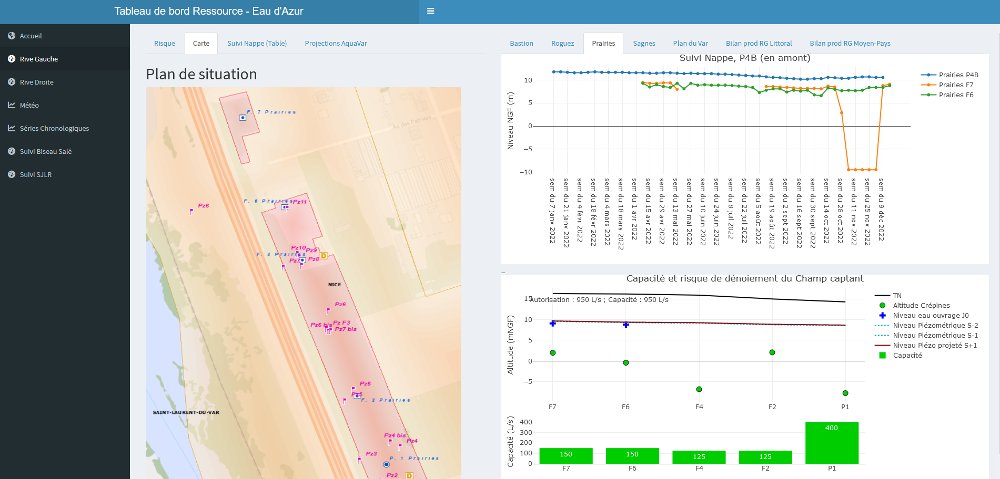 Tableau de bord Ressource - Eau d'Azur
Accueil
Rive Gauche
Rive Droite
Météo
Séries Chronologiques
Suivi Biseau Salé
Suivi SJLR
Risque
Carte
Suivi Nappe (Table)
Projections AquaVar
Plan de situation
F. 7 Prairies
Av. des Palmiers
Pz6
F. 6 Prairies
Pz11
Pz10
Pz9
F. 4 Prairies
D
Pz7
Pz8
NICE
Pz6
Pz6 bis
Pz F3
Pz7 bis
Pz6
Pz5
F. 2 Prairies
SAINT-LAURENT-DU-VAR
Pz4 bis
Pz4
Pz3
P. 1 Prairies
Pz2
D
Bastion
Roguez
Prairies
Sagnes
Plan du Var
Bilan prod RG Littoral
Bilan prod RG Moyen-Pays
Suivi Nappe, P4B (en amont)
Niveau NGF (m)
10
5
0
−5
−10
sem du 7 janv 2022
sem du 21 janv 2022
sem du 4 févr 2022
sem du 18 févr 2022
sem du 4 mars 2022
sem du 18 mars 2022
sem du 1 avr 2022
sem du 15 avr 2022
sem du 29 avr 2022
sem du 13 mai 2022
sem du 27 mai 2022
sem du 10 juin 2022
sem du 24 juin 2022
sem du 8 juil 2022
sem du 22 juil 2022
sem du 5 août 2022
sem du 19 août 2022
sem du 2 sept 2022
sem du 16 sept 2022
sem du 30 sept 2022
sem du 14 oct 2022
sem du 28 oct 2022
sem du 11 nov 2022
sem du 25 nov 2022
sem du 9 déc 2022
Prairies P4B
Prairies F7
Prairies F6
–
Capacité et risque de dénoiement du Champ captant
Autorisation : 950 L/s ; Capacité : 950 L/s
Altitude (mNGF)
15
10
5
0
−5
F7
F6
F4
F2
P1
TN
Altitude Crépines
Niveau eau ouvrage J0
Niveau Piézométrique S-2
Niveau Piézométrique S-1
Niveau Piézo projeté S+1
Capacité
Capacité (L/s)
400
300
200
100
0
150
150
125
125
400
F7
F6
F4
F2
P1